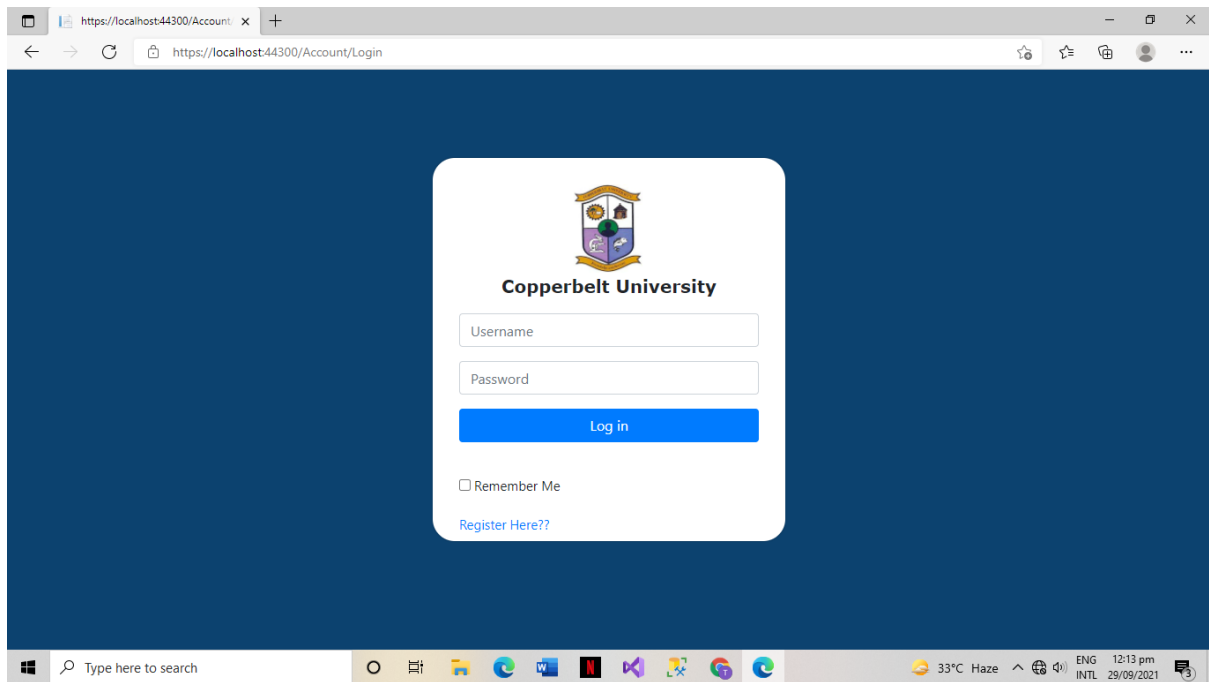 https://localhost:44300/Account/
https://localhost:44300/Account/Login
Copperbelt University
Username
Password
Log in
Remember Me
Register Here??
Type here to search
33°C Haze
ENG
INTL
12:13 pm
29/09/2021
3